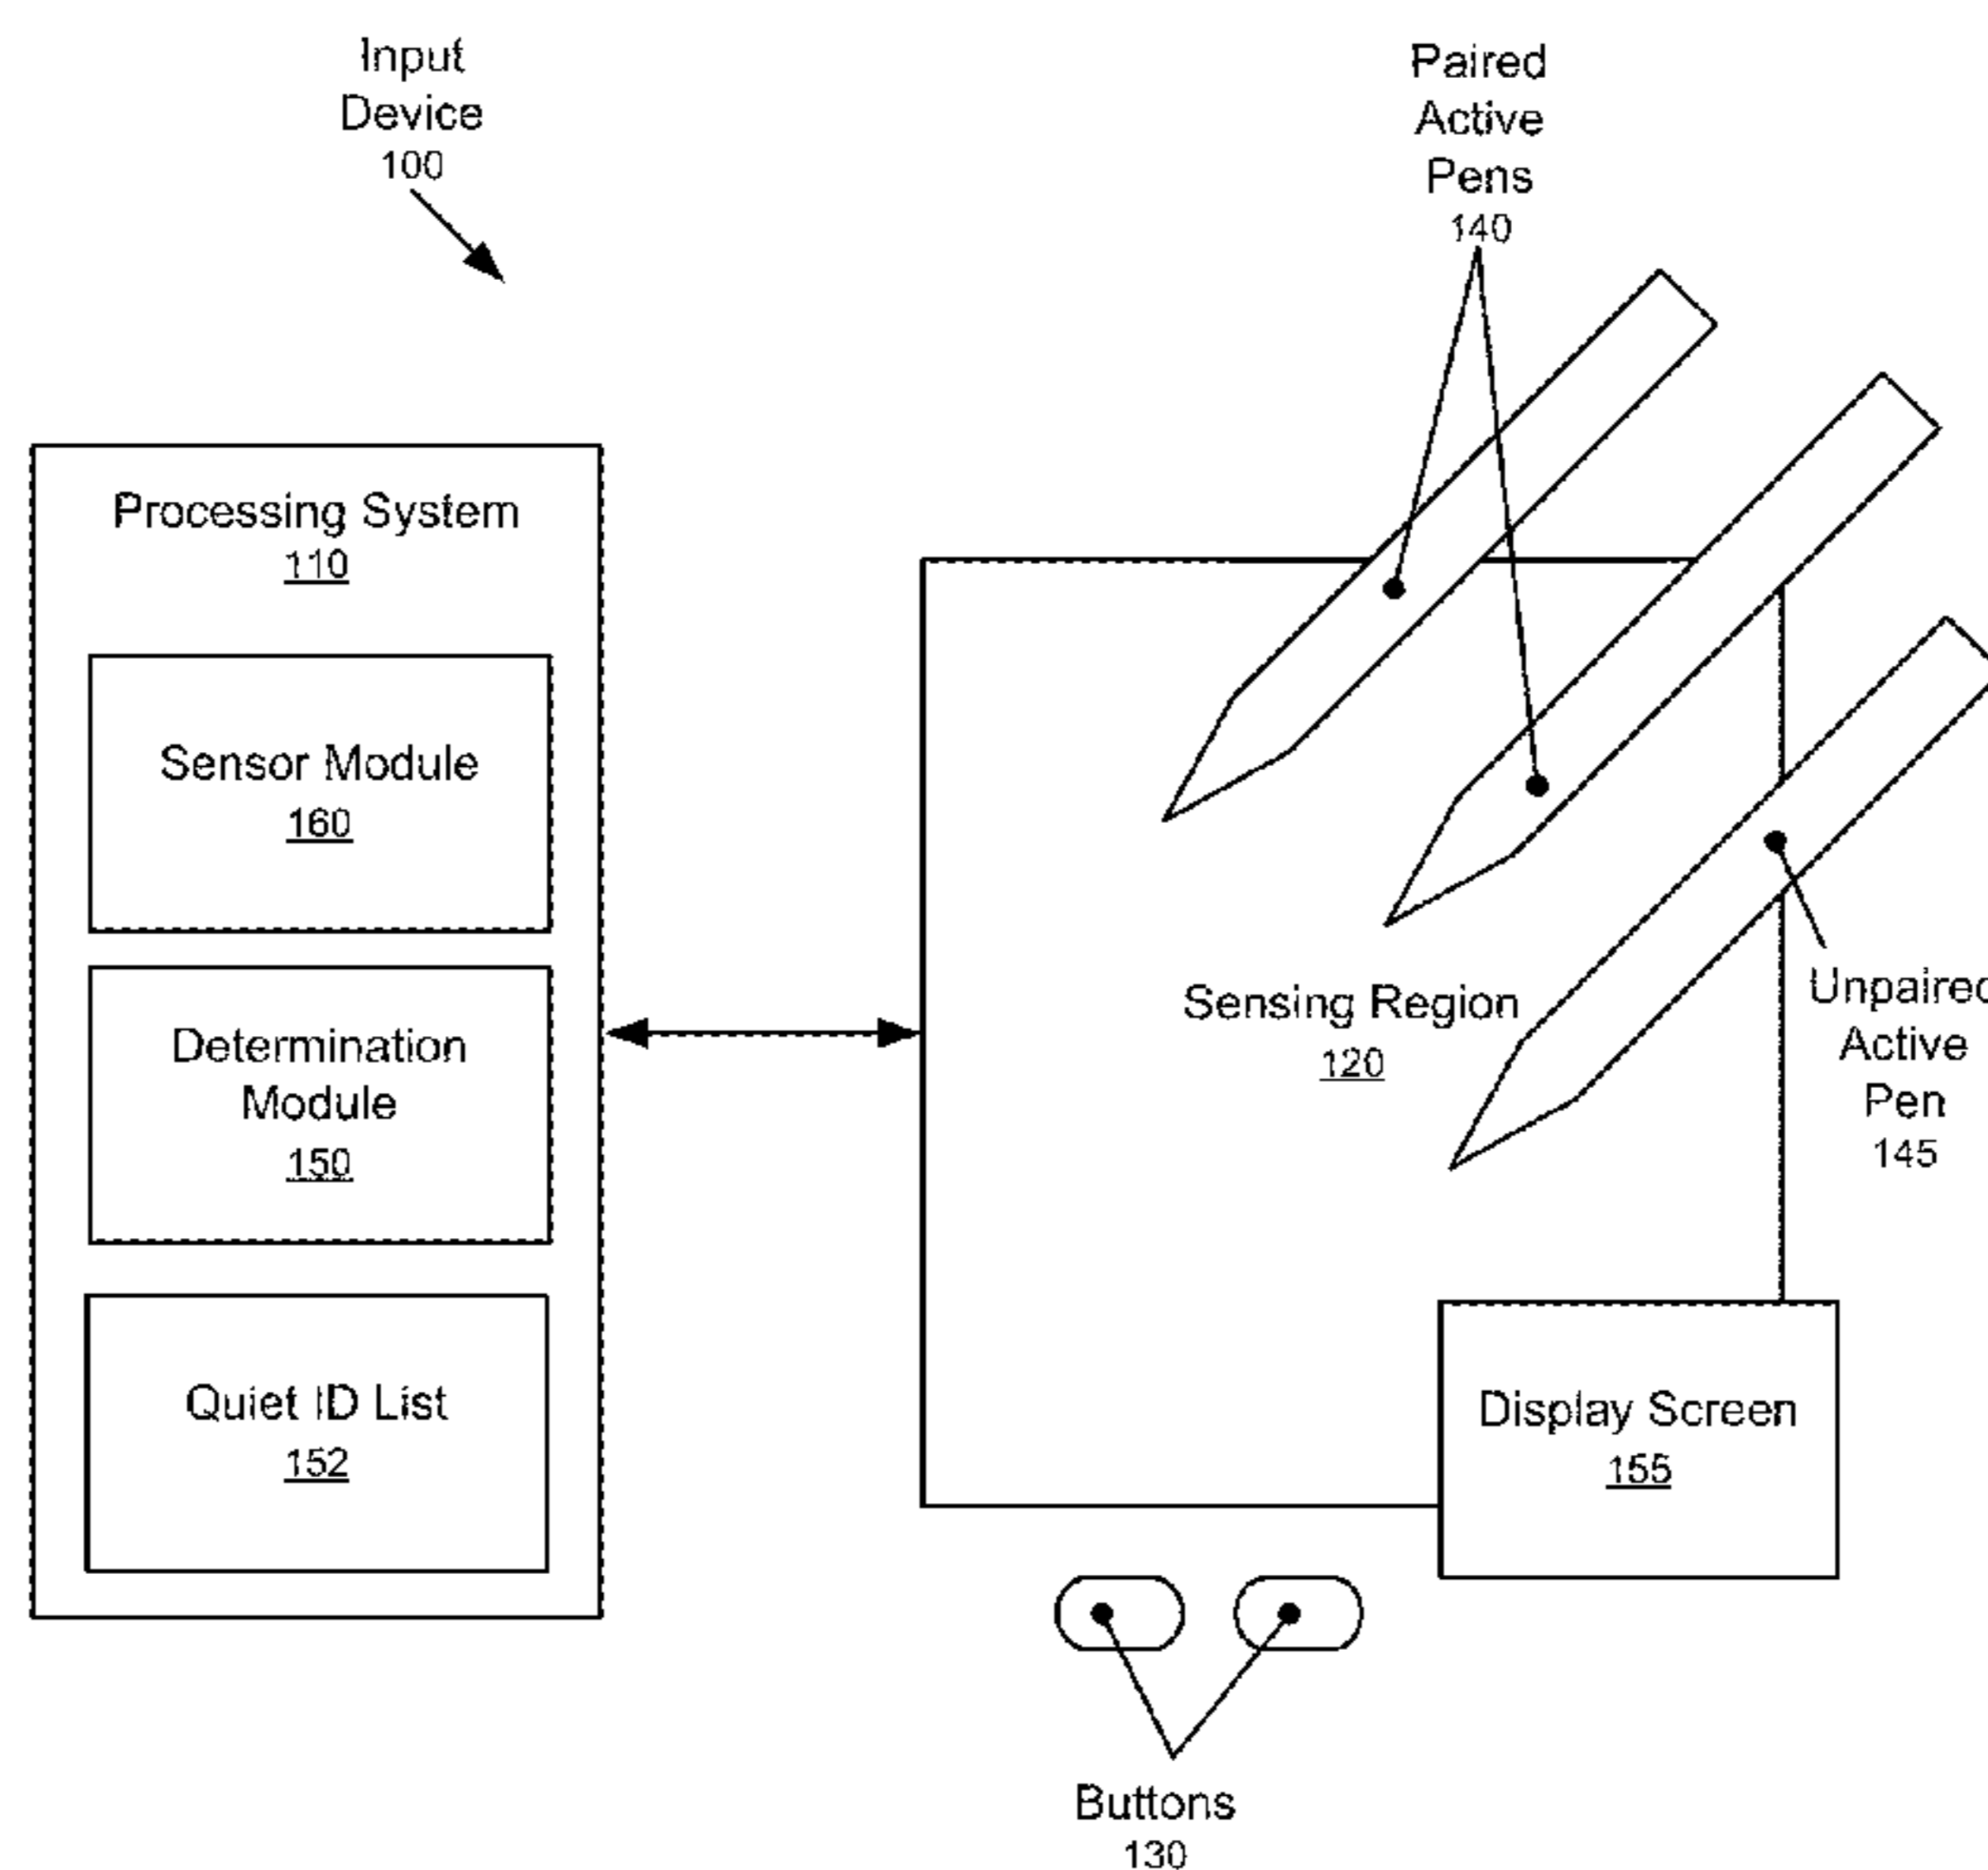 Input
Device
100
Paired
Active
Pens
140
Processing System
110
Sensor Module
160
Determination
Module
150
Quiet ID List
152
Sensing Region
120
Unpaired
Active
Pen
145
Display Screen
155
Buttons
130